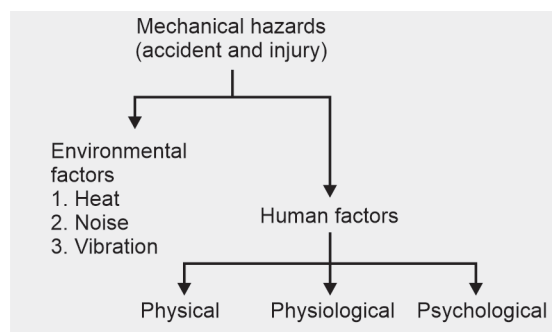 Mechanical hazards
(accident and injury)
Environmental
factors
1. Heat
2. Noise
3. Vibration
Human factors
Physical
Physiological
Psychological